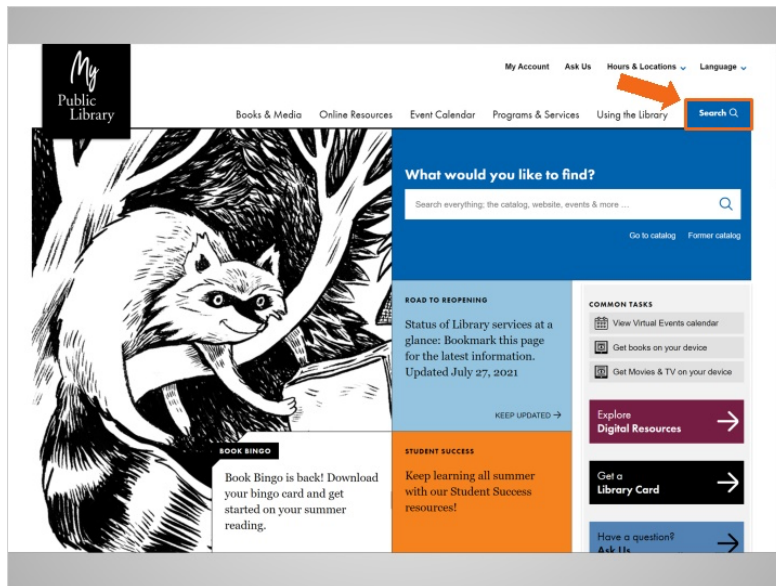 My
Public
Library
My Account Ask Us Hours & Locations Language
Books & Media Online Resources Event Calendar Programs & Services Using the Library Search
What would you like to find?
Search everything; the catalog, website, events & more ...
Go to catalog Former catalog
ROAD TO REOPENING
Status of Library services at a
glance: Bookmark this page
for the latest information.
Updated July 27, 2021
KEEP UPDATED →
COMMON TASKS
View Virtual Events calendar
Get books on your device
Get Movies & TV on your device
Explore
Digital Resources
BOOK BINGO
Book Bingo is back! Download
your bingo card and get
started on your summer
reading.
STUDENT SUCCESS
Keep learning all summer
with our Student Success
resources!
Get a
Library Card
Have a question?
Ask Us